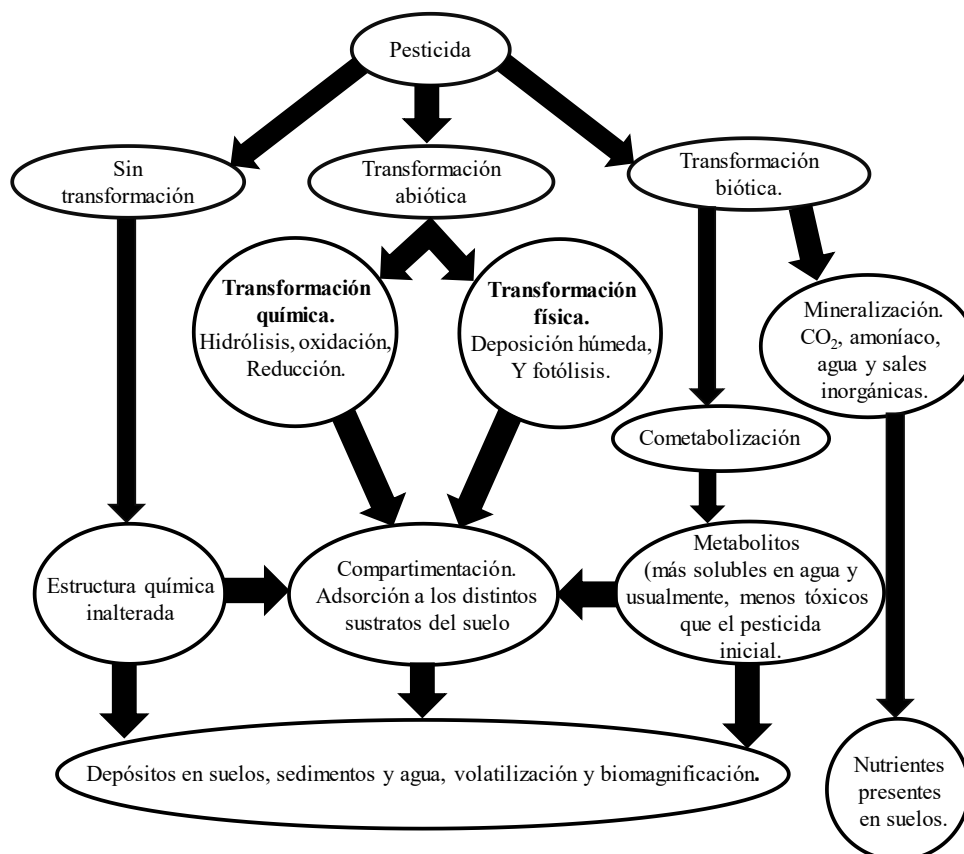 Pesticida
Sin
transformación
Transformación
abiótica
Transformación
biótica.
Transformación
química.
Hidrólisis, oxidación,
Reducción.
Transformación
física.
Deposición húmeda,
Y fotólisis.
Mineralización.
CO₂, amoníaco,
agua y sales
inorgánicas.
Cometabolización
Estructura química
inalterada
Compartimentación.
Adsorción a los distintos
sustratos del suelo
Metabolitos
(más solubles en agua y
usualmente, menos tóxicos
que el pesticida
inicial.
Depósitos en suelos, sedimentos y agua, volatilización y biomagnificación.
Nutrientes
presentes
en suelos.